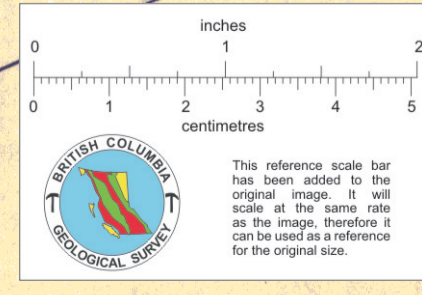 inches
0 1 2
0 1 2 3 4 5
centimetres
BRITISH COLUMBIA
GEOLOGICAL SURVEY
This reference scale bar
has been added to the
original image. It will
scale at the same rate
as the image, therefore it
can be used as a reference
for the original size.